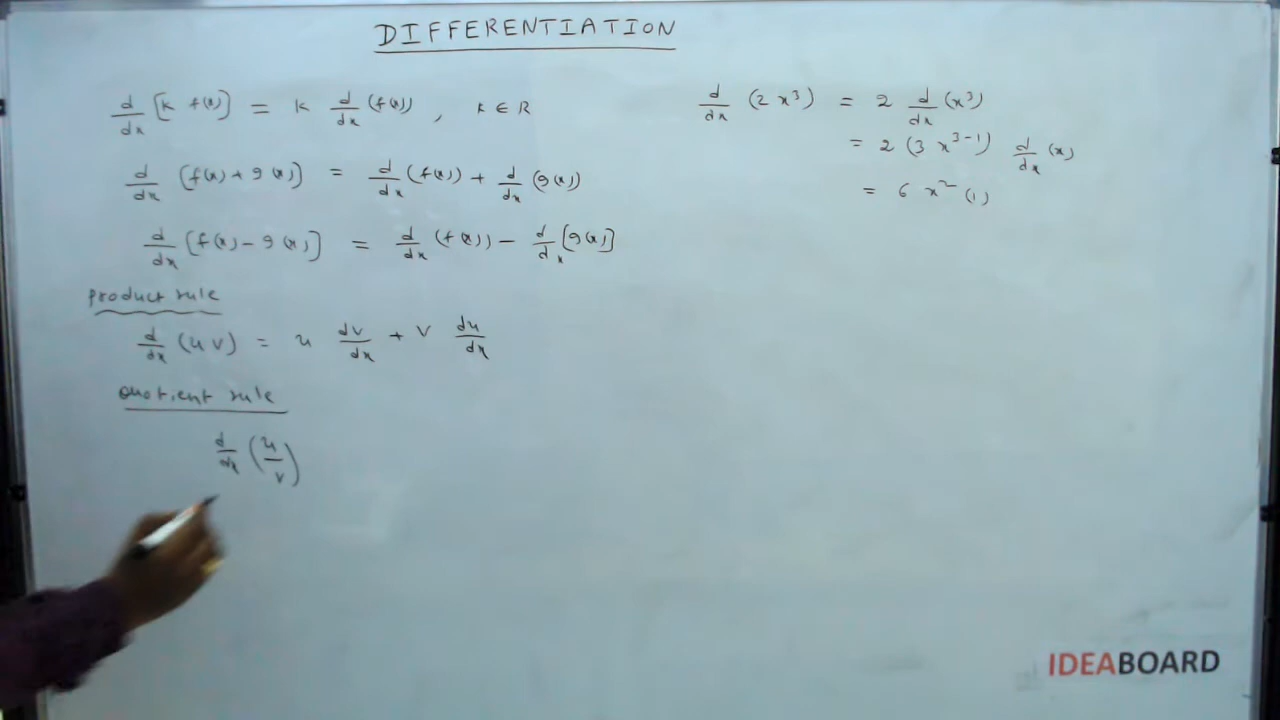 DIFFERENTIATION
d/dx [K f(x)] = K d/dx (f(x)), K ∈ R
d/dx (f(x) + g(x)) = d/dx (f(x)) + d/dx (g(x))
d/dx [f(x) - g(x)] = d/dx (f(x)) - d/dx [g(x)]
product rule
d/dx (uv) = u dv/dx + v du/dx
Quotient rule
d/dx (u/v)
d/dx (2x³) = 2 d/dx (x³)
= 2 (3 x³⁻¹) d/dx (x)
= 6 x² (1)
IDEABOARD